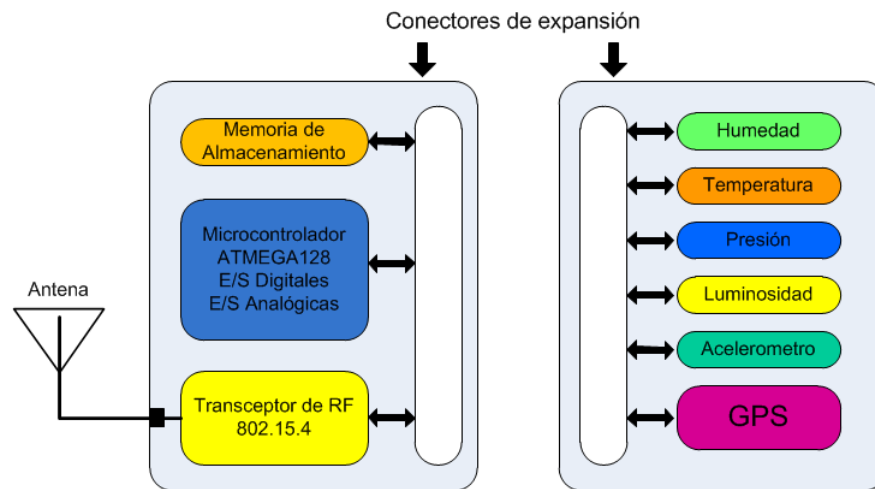 Conectores de expansión
Memoria de
Almacenamiento
Microcontrolador
ATMEGA128
E/S Digitales
E/S Analógicas
Antena
Transceptor de RF
802.15.4
Humedad
Temperatura
Presión
Luminosidad
Acelerometro
GPS